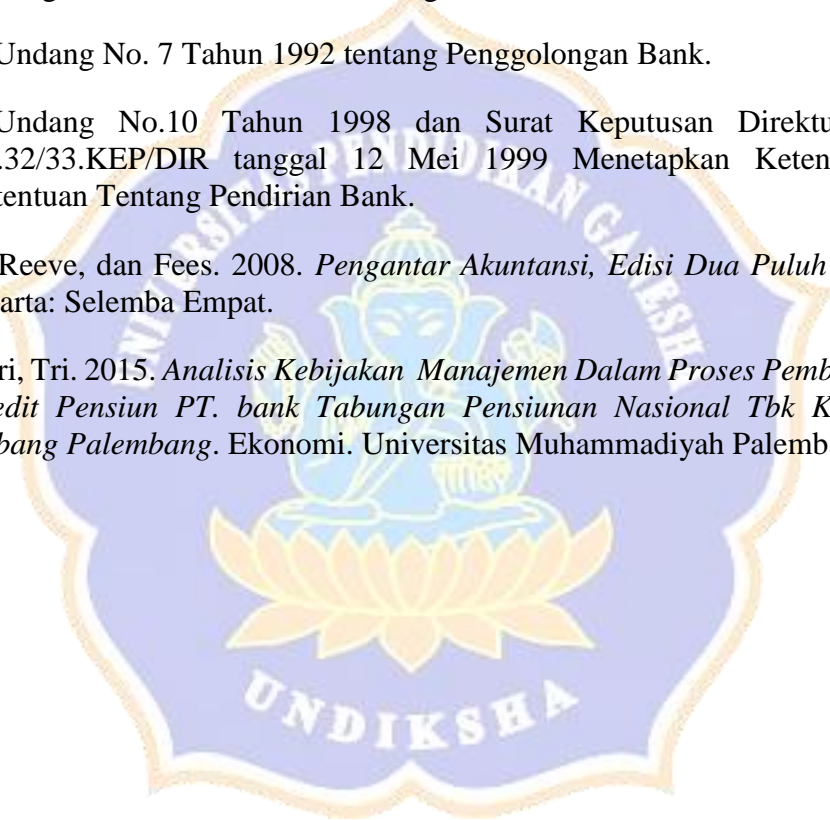 Undang No. 7 Tahun 1992 tentang Penggolongan Bank.
Undang No.10 Tahun 1998 dan Surat Keputusan Direktu
.32/33.KEP/DIR tanggal 12 Mei 1999 Menetapkan Keten
tentuan Tentang Pendirian Bank.
Reeve, dan Fees. 2008. Pengantar Akuntansi, Edisi Dua Puluh
arta: Selemba Empat.
ri, Tri. 2015. Analisis Kebijakan Manajemen Dalam Proses Pemb
edit Pensiun PT. bank Tabungan Pensiunan Nasional Tbk K
bang Palembang. Ekonomi. Universitas Muhammadiyah Palemb
UNIVERSITAS PENDIDIKAN GANESHA
UNDIKSHA